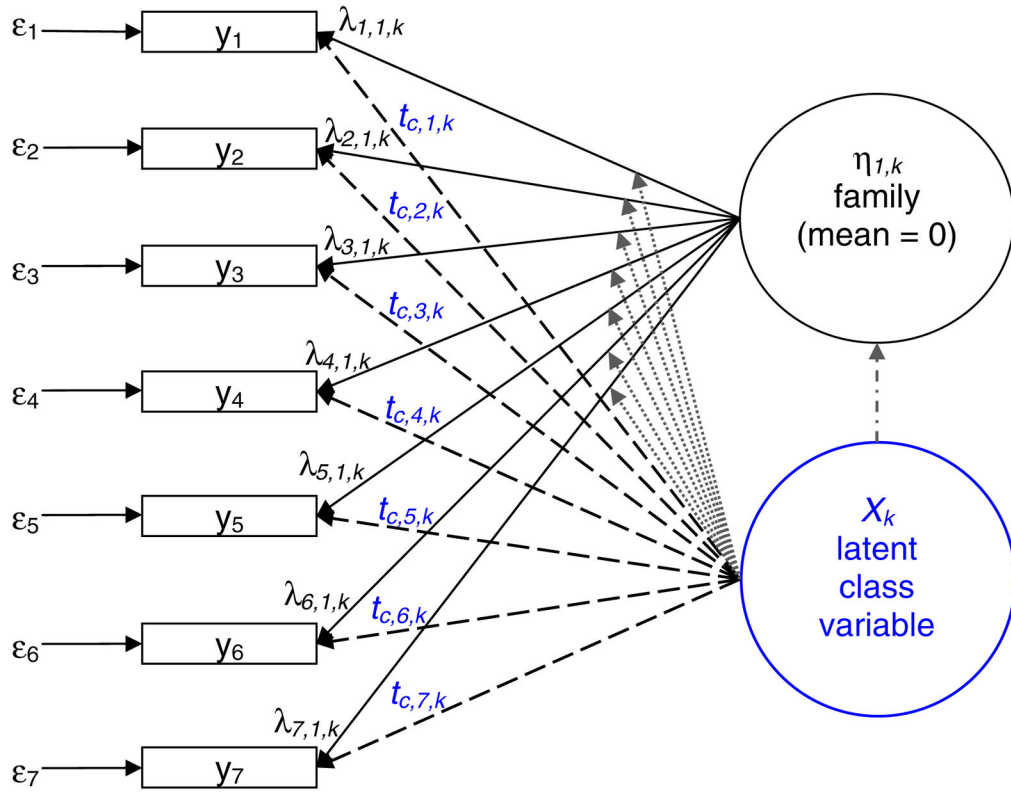 ε1
y1
λ1,1,k
tc,1,k
ε2
y2
λ2,1,k
tc,2,k
η1,k
family
(mean = 0)
ε3
y3
λ3,1,k
tc,3,k
ε4
y4
λ4,1,k
tc,4,k
ε5
y5
λ5,1,k
tc,5,k
Xk
latent
class
variable
ε6
y6
λ6,1,k
tc,6,k
ε7
y7
λ7,1,k
tc,7,k